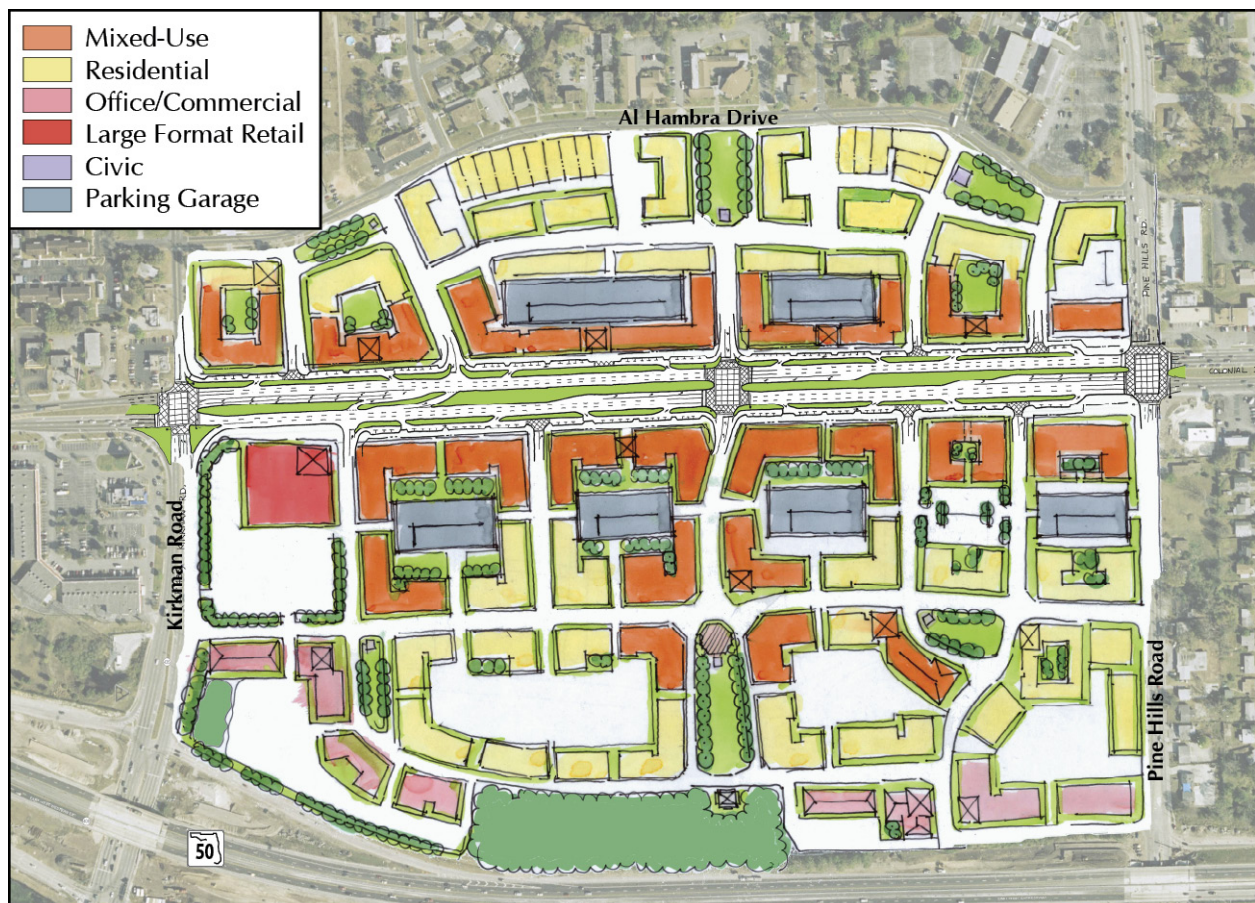 Mixed-Use
Residential
Office/Commercial
Large Format Retail
Civic
Parking Garage
Al Hambra Drive
PINE HILLS RD.
COLONIAL
Kirkman Road
RD.
Pine Hills Road
50